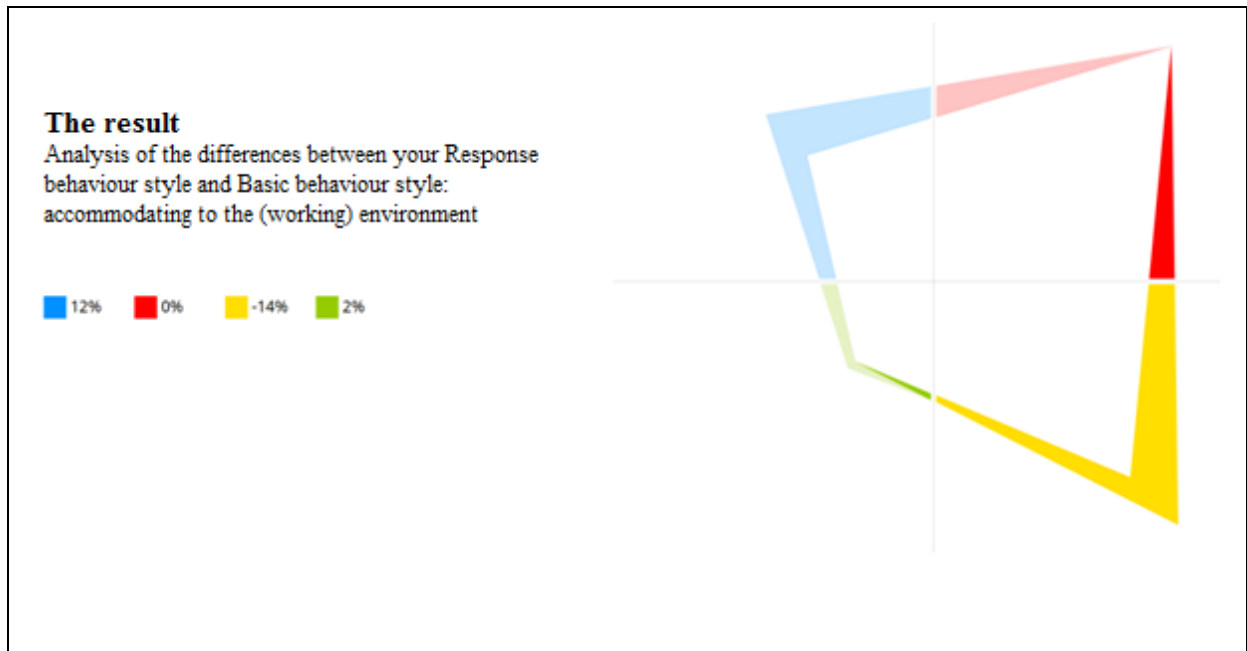 The result
Analysis of the differences between your Response
behaviour style and Basic behaviour style:
accommodating to the (working) environment
12% 0% -14% 2%